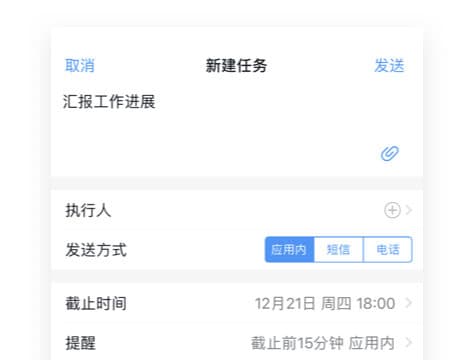 取消 新建任务 发送
汇报工作进展
执行人
发送方式 应用内 短信 电话
截止时间 12月21日 周四 18:00
提醒 截止前15分钟 应用内